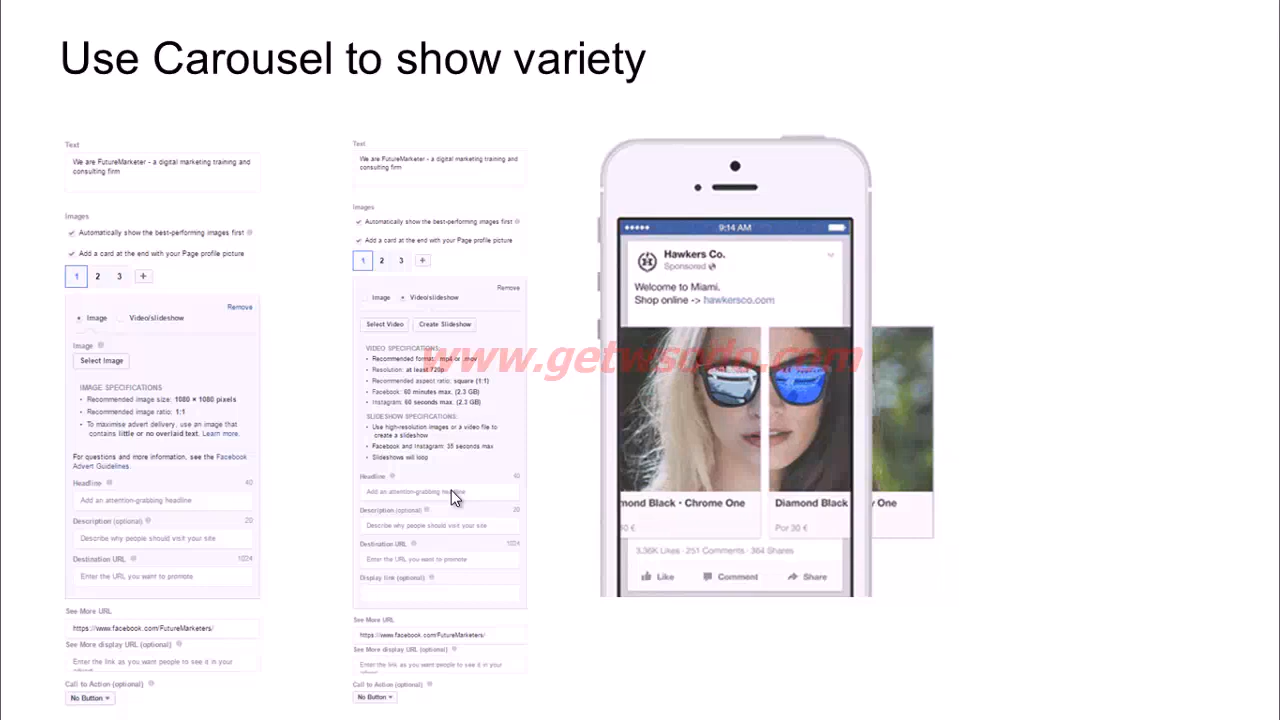 Use Carousel to show variety
Text
We are FutureMarketer - a digital marketing training and
consulting firm
Images
Automatically show the best-performing images first
Add a card at the end with your Page profile picture
1 2 3 +
Remove
Image Video/slideshow
Image
Select Image
IMAGE SPECIFICATIONS
• Recommended image size: 1080 × 1080 pixels
• Recommended image ratio: 1:1
• To maximise advert delivery, use an image that
contains little or no overlaid text. Learn more.
For questions and more information, see the Facebook
Advert Guidelines.
Headline 40
Add an attention-grabbing headline
Description (optional) 20
Describe why people should visit your site
Destination URL 1024
Enter the URL you want to promote
See More URL
https://www.facebook.com/FutureMarketers/
See More display URL (optional)
Enter the link as you want people to see it in your
advert
Call to Action (optional)
No Button
Text
We are FutureMarketer - a digital marketing training and
consulting firm
Images
Automatically show the best-performing images first
Add a card at the end with your Page profile picture
1 2 3 +
Remove
Image Video/slideshow
Select Video Create Slideshow
VIDEO SPECIFICATIONS:
• Recommended format: .mp4 or .mov
• Resolution: at least 720p
• Recommended aspect ratio: square (1:1)
• Facebook: 60 minutes max. (2.3 GB)
• Instagram: 60 seconds max. (2.3 GB)
SLIDESHOW SPECIFICATIONS:
• Use high-resolution images or a video file to
create a slideshow
• Facebook and Instagram: 35 seconds max
• Slideshows will loop
Headline 40
Add an attention-grabbing headline
Description (optional) 20
Describe why people should visit your site
Destination URL 1024
Enter the URL you want to promote
Display link (optional)
See More URL
https://www.facebook.com/FutureMarketers/
See More display URL (optional)
Enter the link as you want people to see it in your
advert
Call to Action (optional)
No Button
9:14 AM
Hawkers Co.
Sponsored
Welcome to Miami.
Shop online -> hawkersco.com
www.getwsodo.com
mond Black • Chrome One Diamond Black y One
30 € Por 30 €
3,36K Likes · 251 Comments · 364 Shares
Like Comment Share